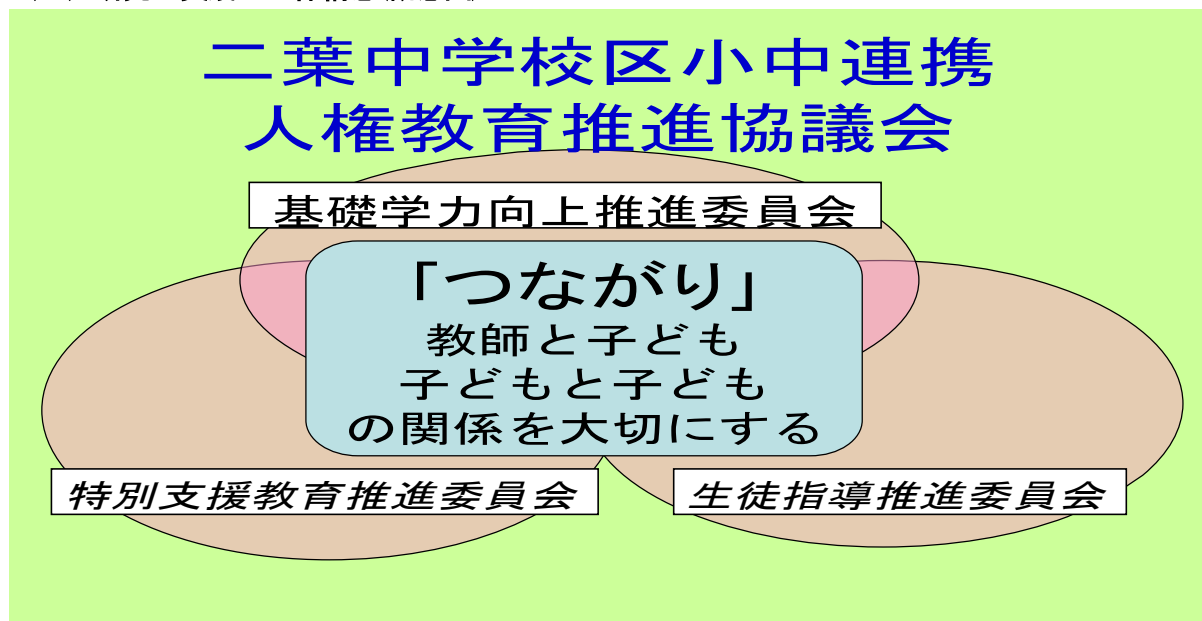 二葉中学校区小中連携
人権教育推進協議会
基礎学力向上推進委員会
「つながり」
教師と子ども
子どもと子ども
の関係を大切にする
特別支援教育推進委員会
生徒指導推進委員会